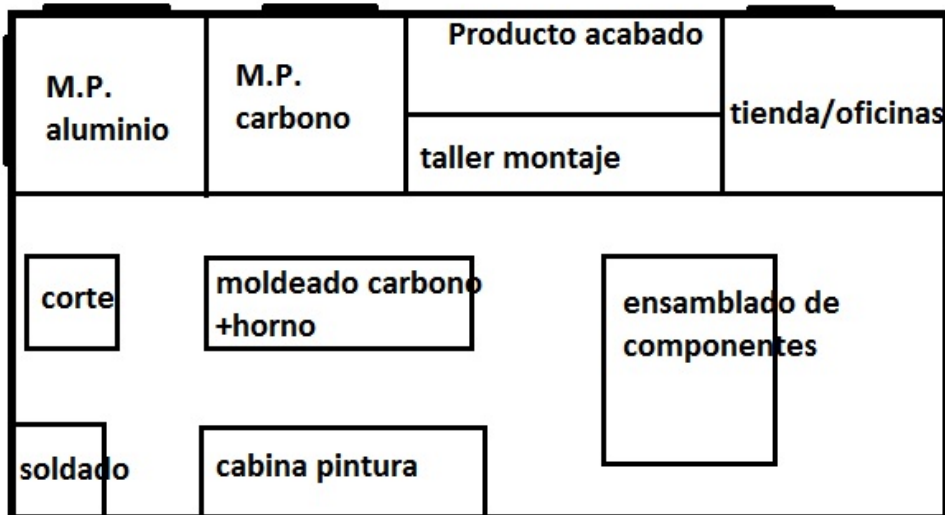 M.P.
aluminio
M.P.
carbono
Producto acabado
taller montaje
tienda/oficinas
corte
moldeado carbono
+horno
ensamblado de
componentes
soldado
cabina pintura